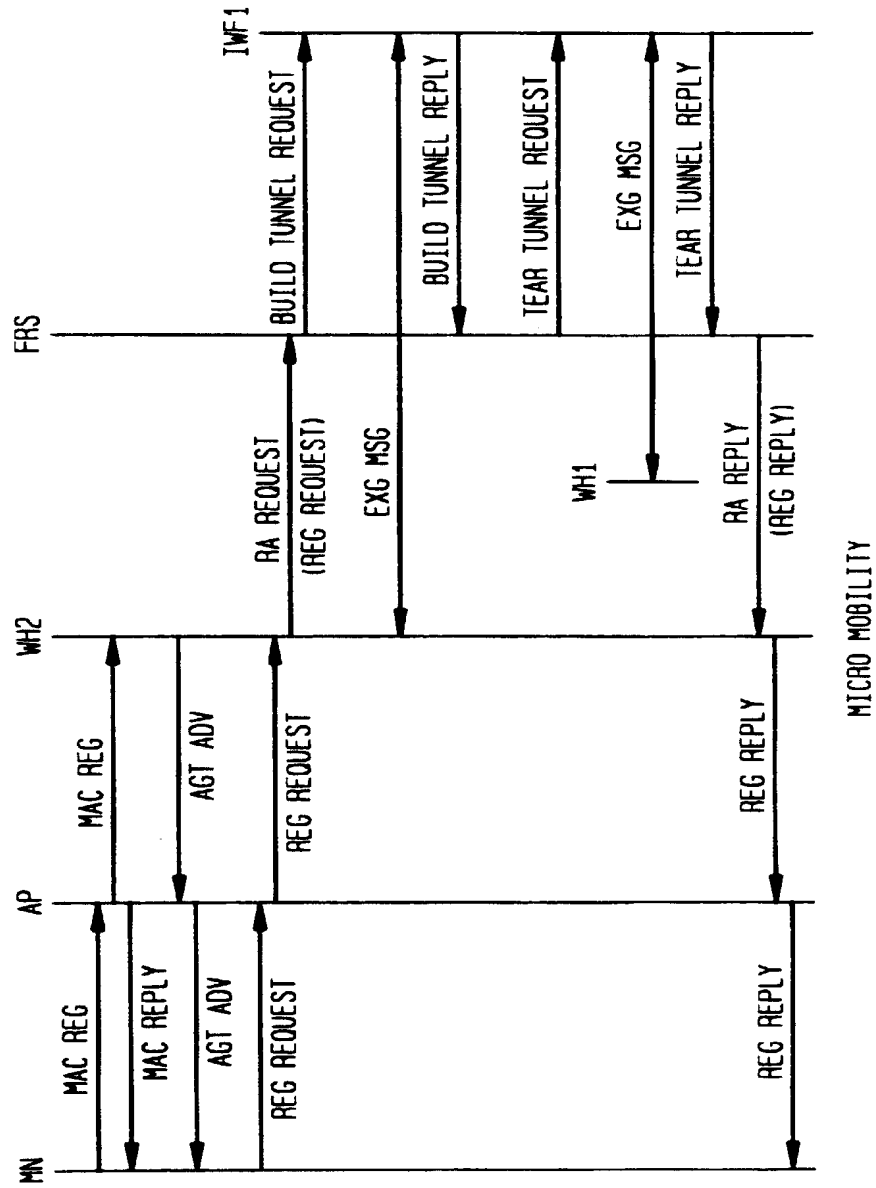 MN
AP
WH2
FRS
IWF1
MAC REG
MAC REG
MAC REPLY
AGT ADV
AGT ADV
REG REQUEST
REG REQUEST
RA REQUEST
(REG REQUEST)
BUILD TUNNEL REQUEST
EXG MSG
BUILD TUNNEL REPLY
TEAR TUNNEL REQUEST
WH1
EXG MSG
TEAR TUNNEL REPLY
RA REPLY
(REG REPLY)
REG REPLY
REG REPLY
MICRO MOBILITY